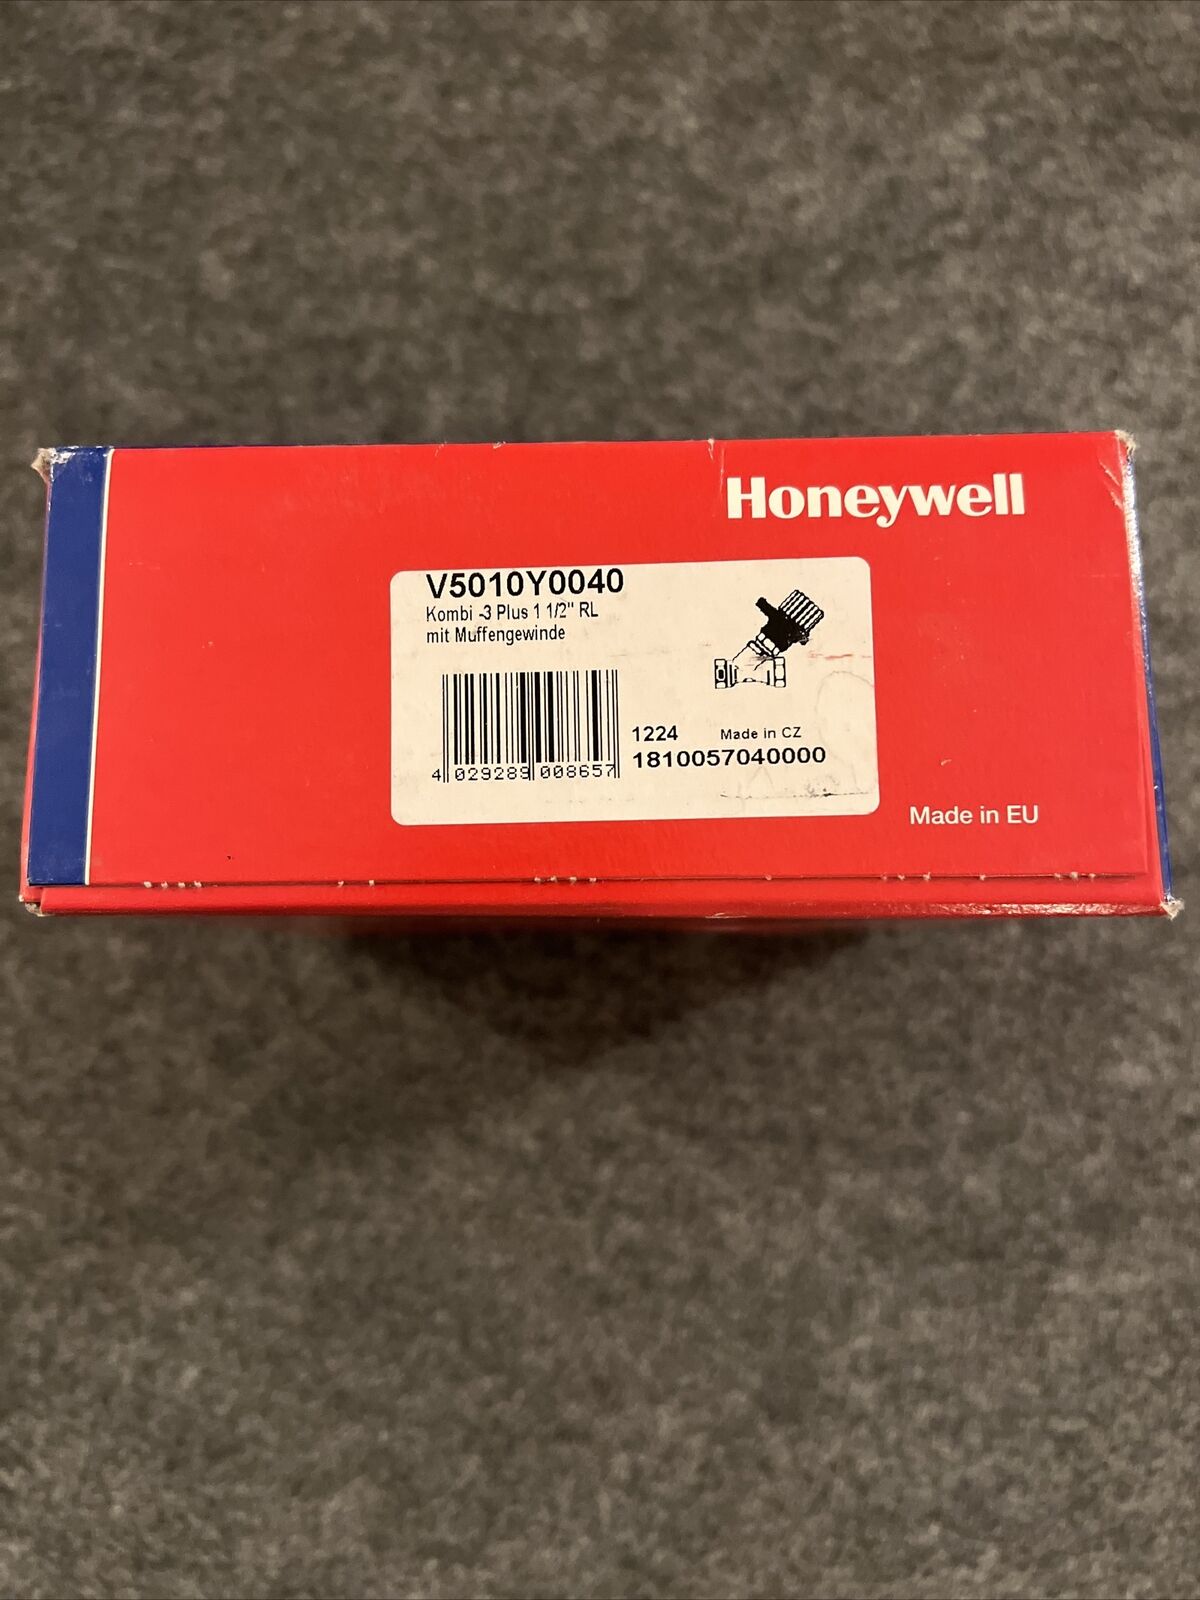 Honeywell
V5010Y0040
Kombi -3 Plus 1 1/2" RL
mit Muffengewinde
4 029289 008657
1224 Made in CZ
1810057040000
Made in EU